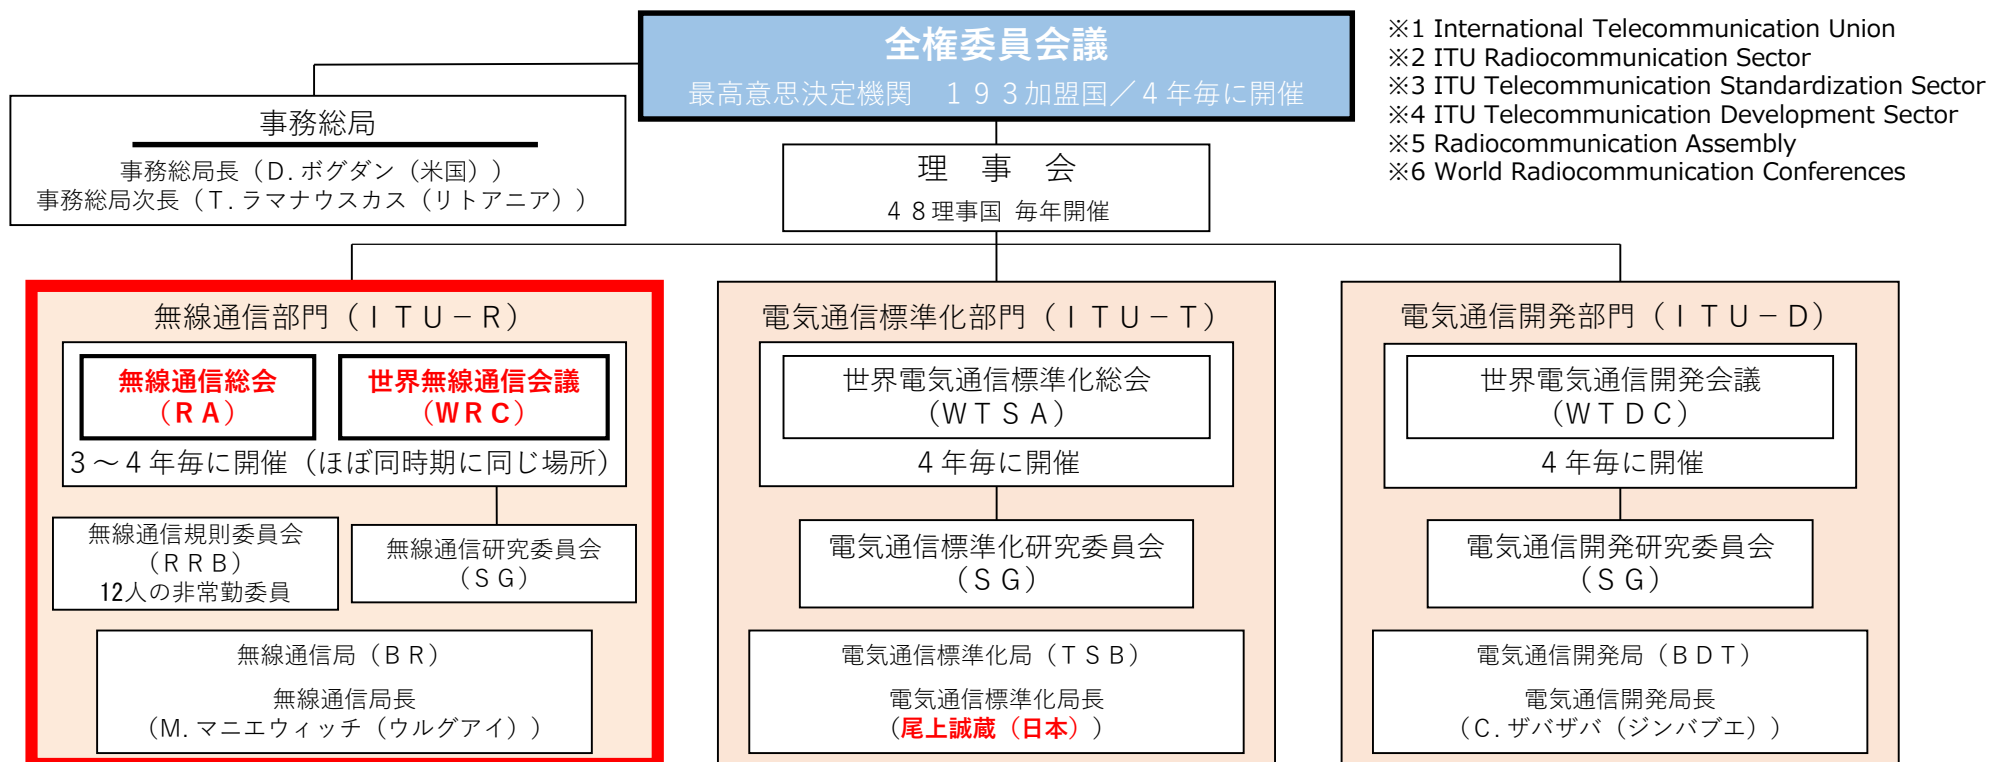 全権委員会議
最高意思決定機関　１９３加盟国／４年毎に開催
※1 International Telecommunication Union
※2 ITU Radiocommunication Sector
※3 ITU Telecommunication Standardization Sector
※4 ITU Telecommunication Development Sector
※5 Radiocommunication Assembly
※6 World Radiocommunication Conferences
事務総局
事務総局長（Ｄ．ボグダン（米国））
事務総局次長（Ｔ．ラマナウスカス（リトアニア））
理　事　会
４８理事国 毎年開催
無線通信部門（ＩＴＵ－Ｒ）
無線通信総会
（ＲＡ）
世界無線通信会議
（ＷＲＣ）
３～４年毎に開催（ほぼ同時期に同じ場所）
無線通信規則委員会
（ＲＲＢ）
12人の非常勤委員
無線通信研究委員会
（ＳＧ）
無線通信局（ＢＲ）
無線通信局長
（Ｍ．マニエウィッチ（ウルグアイ））
電気通信標準化部門（ＩＴＵ－Ｔ）
世界電気通信標準化総会
（ＷＴＳＡ）
４年毎に開催
電気通信標準化研究委員会
（ＳＧ）
電気通信標準化局（ＴＳＢ）
電気通信標準化局長
（尾上誠蔵（日本））
電気通信開発部門（ＩＴＵ－Ｄ）
世界電気通信開発会議
（ＷＴＤＣ）
４年毎に開催
電気通信開発研究委員会
（ＳＧ）
電気通信開発局（ＢＤＴ）
電気通信開発局長
（Ｃ．ザバザバ（ジンバブエ））